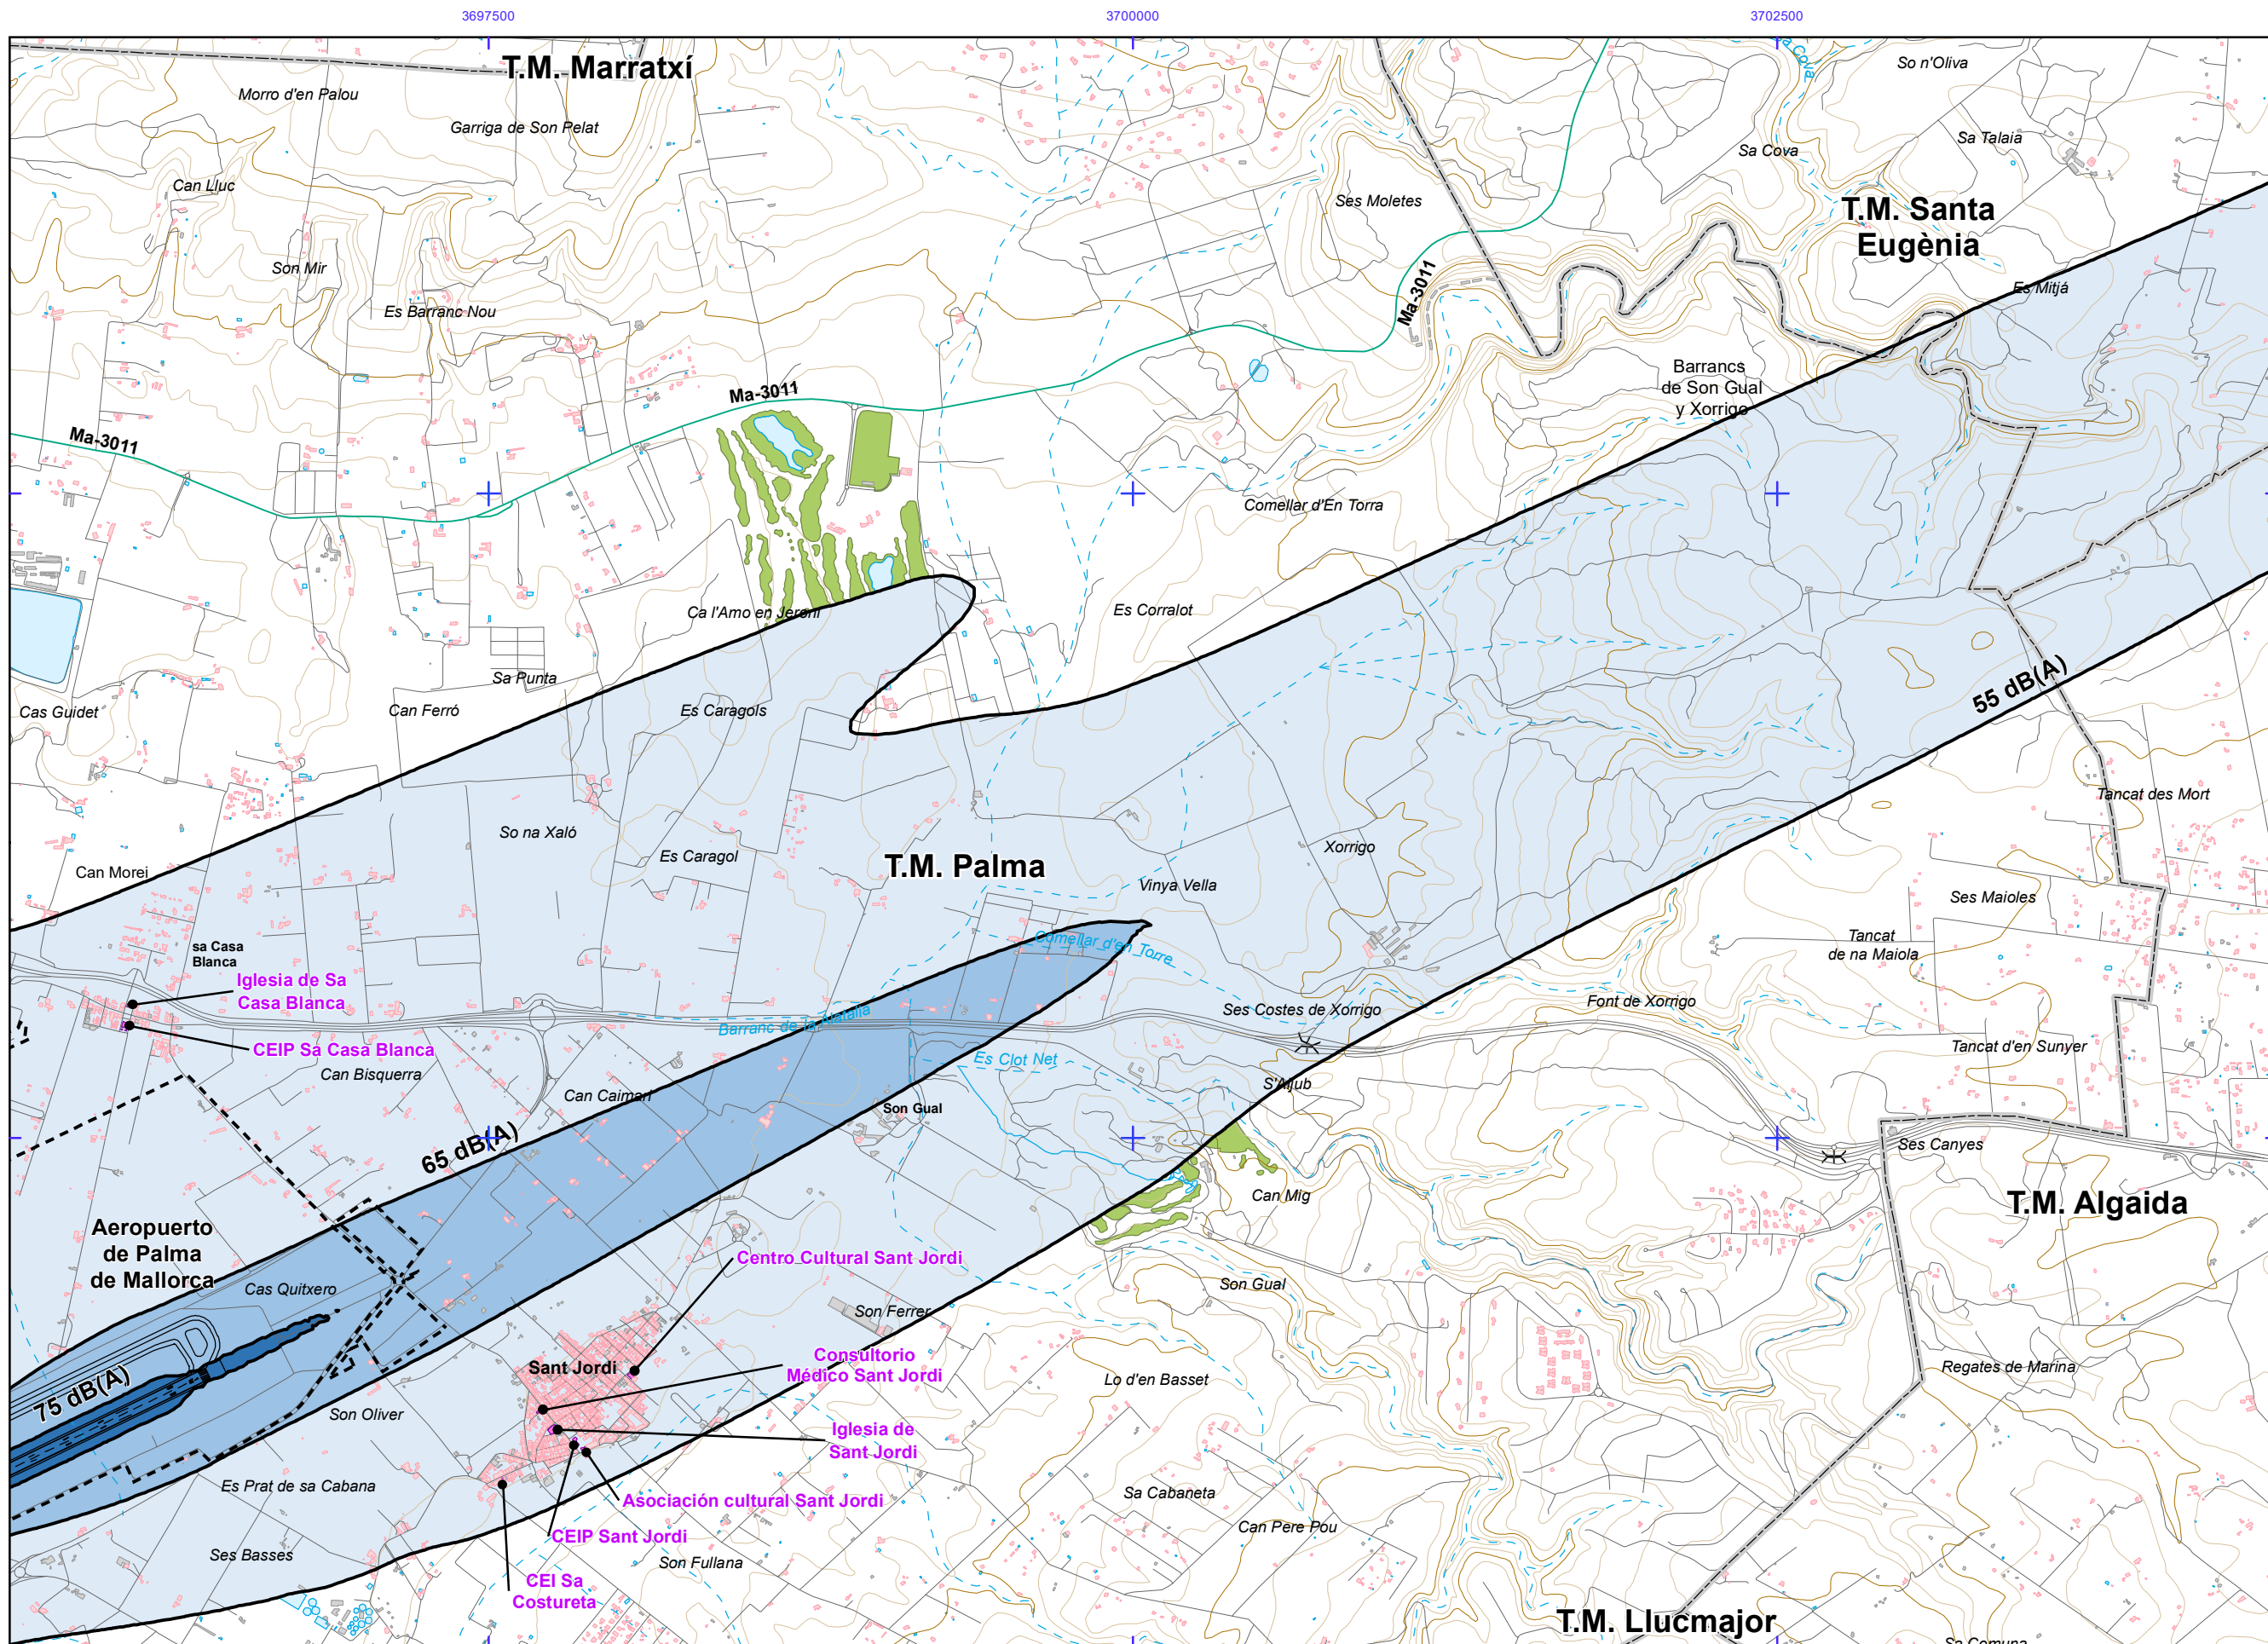 3697500
3700000
3702500
T.M. Marratxí
Morro d'en Palou
Garriga de Son Pelat
So n'Oliva
Sa Talaia
Sa Cova
Can Lluc
Ses Moletes
T.M. Santa
Eugènia
Son Mir
Es Barranc Nou
Ma-3011
Es Mitjá
Barrancs
de Son Gual
y Xorrigo
Ma-3011
Ma-3011
Comellar d'En Torra
Ca l'Amo en Jeroni
Es Corralot
Sa Punta
Cas Guidet
Can Ferró
Es Caragols
55 dB(A)
Tancat des Mort
So na Xaló
Es Caragol
T.M. Palma
Xorrigo
Can Morei
Vinya Vella
Ses Maioles
sa Casa
Blanca
Comellar d'en Torre
Tancat
de na Maiola
Iglesia de Sa
Casa Blanca
Ses Costes de Xorrigo
Font de Xorrigo
CEIP Sa Casa Blanca
Can Bisquerra
Es Clot Net
Tancat d'en Sunyer
S'Aljub
Can Caimari
Son Gual
65 dB(A)
Ses Canyes
Can Mig
T.M. Algaida
Aeropuerto
de Palma
de Mallorca
Centro Cultural Sant Jordi
Cas Quitxero
Son Gual
Son Ferrer
Sant Jordi
Consultorio
Médico Sant Jordi
Lo d'en Basset
Regates de Marina
75 dB(A)
Son Oliver
Iglesia de
Sant Jordi
Es Prat de sa Cabana
Asociación cultural Sant Jordi
Sa Cabaneta
CEIP Sant Jordi
Can Pere Pou
Ses Basses
Son Fullana
CEI Sa
Costureta
T.M. Llucmajor
Sa Comuna